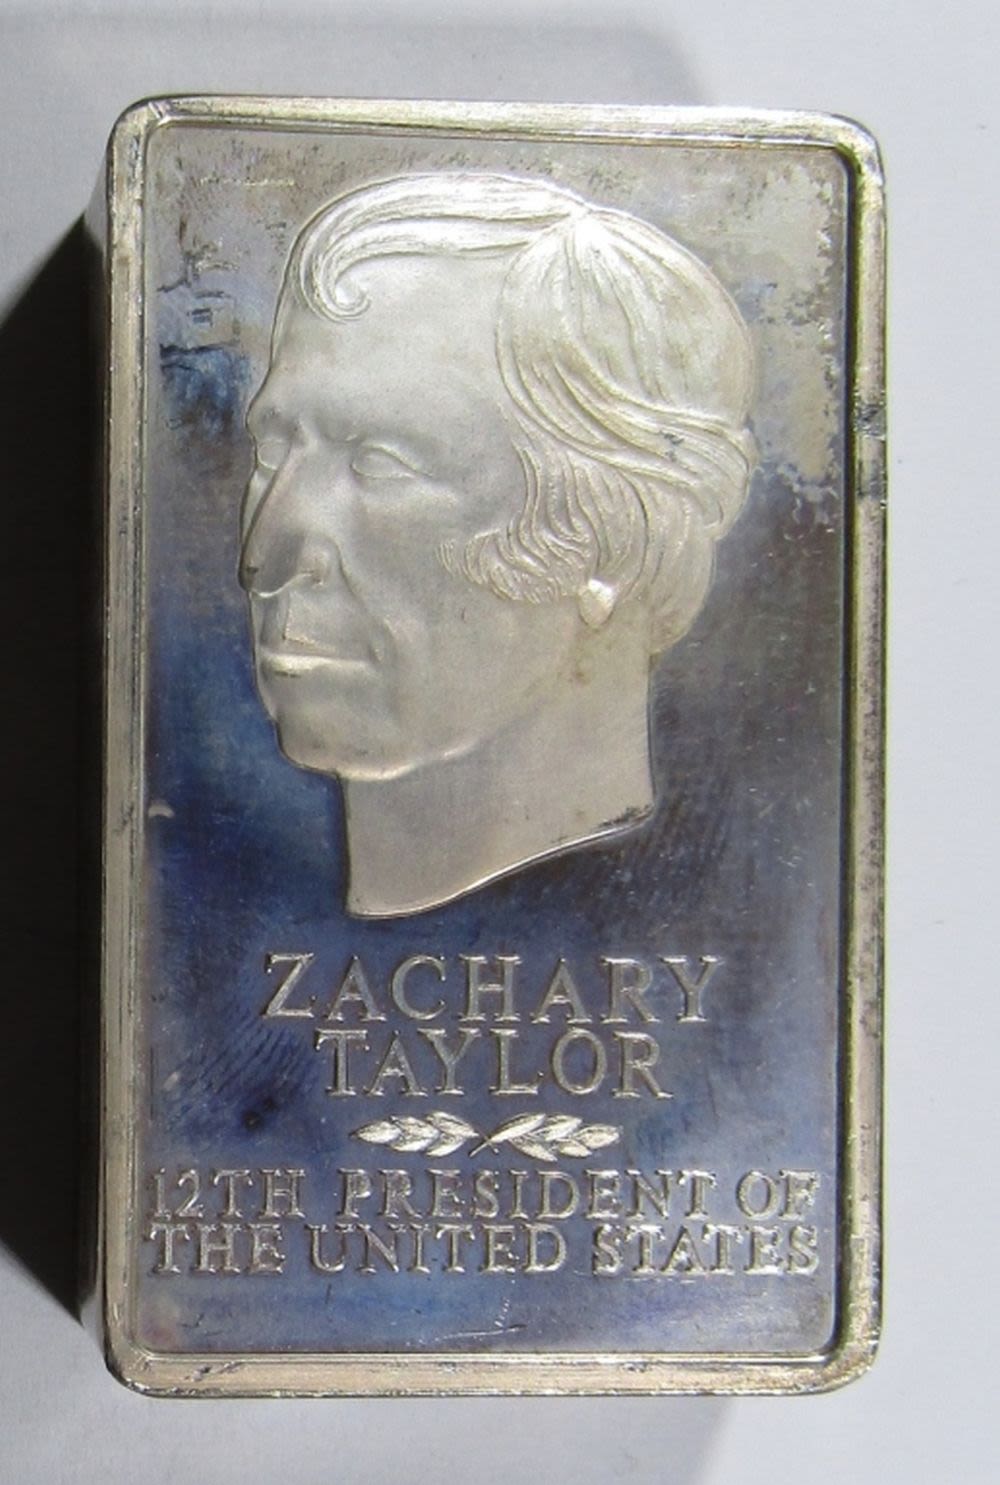 ZACHARY
TAYLOR
12TH PRESIDENT OF
THE UNITED STATES